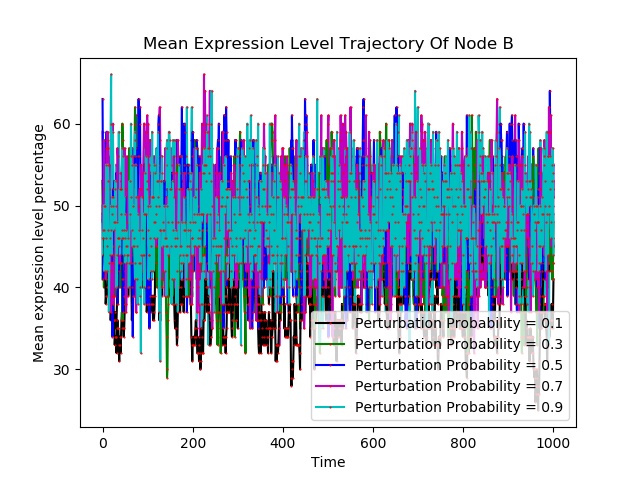 Mean Expression Level Trajectory Of Node B
Mean expression level percentage
60
50
40
30
Perturbation Probability = 0.1
Perturbation Probability = 0.3
Perturbation Probability = 0.5
Perturbation Probability = 0.7
Perturbation Probability = 0.9
0 200 400 600 800 1000
Time